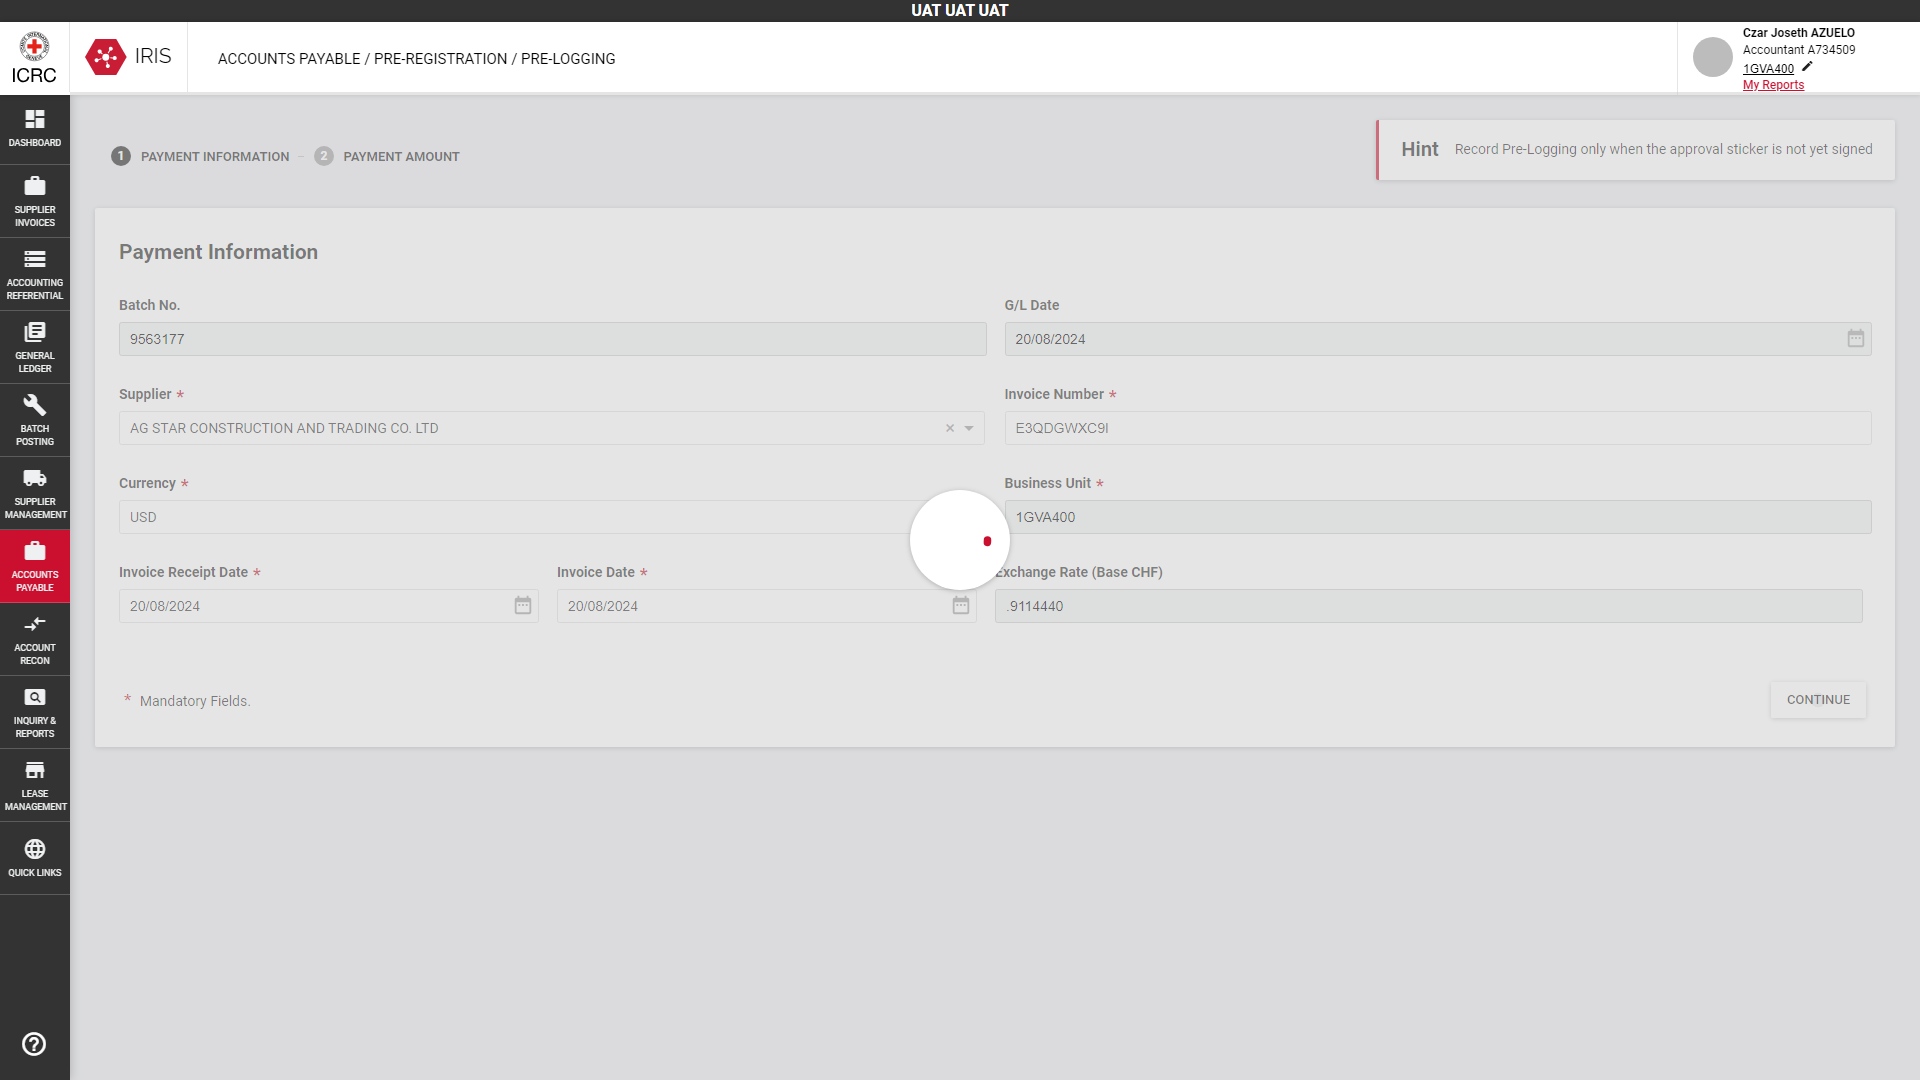 UAT UAT UAT
ICRC
IRIS
ACCOUNTS PAYABLE / PRE-REGISTRATION / PRE-LOGGING
Czar Joseth AZUELO
Accountant A734509
1GVA400
My Reports
DASHBOARD
SUPPLIER
INVOICES
ACCOUNTING
REFERENTIAL
GENERAL
LEDGER
BATCH
POSTING
SUPPLIER
MANAGEMENT
ACCOUNTS
PAYABLE
ACCOUNT
RECON
INQUIRY &
REPORTS
LEASE
MANAGEMENT
QUICK LINKS
1 PAYMENT INFORMATION
2 PAYMENT AMOUNT
Hint Record Pre-Logging only when the approval sticker is not yet signed
Payment Information
Batch No.
9563177
G/L Date
20/08/2024
Supplier *
AG STAR CONSTRUCTION AND TRADING CO. LTD
Invoice Number *
E3QDGWXC9I
Currency *
USD
Business Unit *
1GVA400
Invoice Receipt Date *
20/08/2024
Invoice Date *
20/08/2024
Exchange Rate (Base CHF)
.9114440
* Mandatory Fields.
CONTINUE